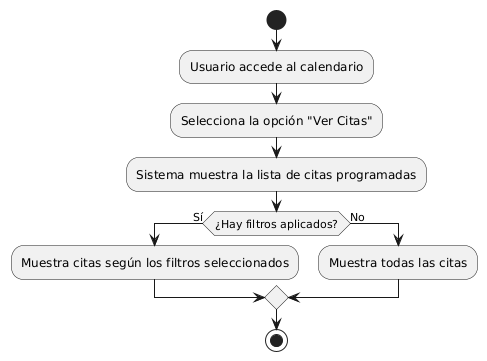 Usuario accede al calendario
Selecciona la opción "Ver Citas"
Sistema muestra la lista de citas programadas
Sí
¿Hay filtros aplicados?
No
Muestra citas según los filtros seleccionados
Muestra todas las citas